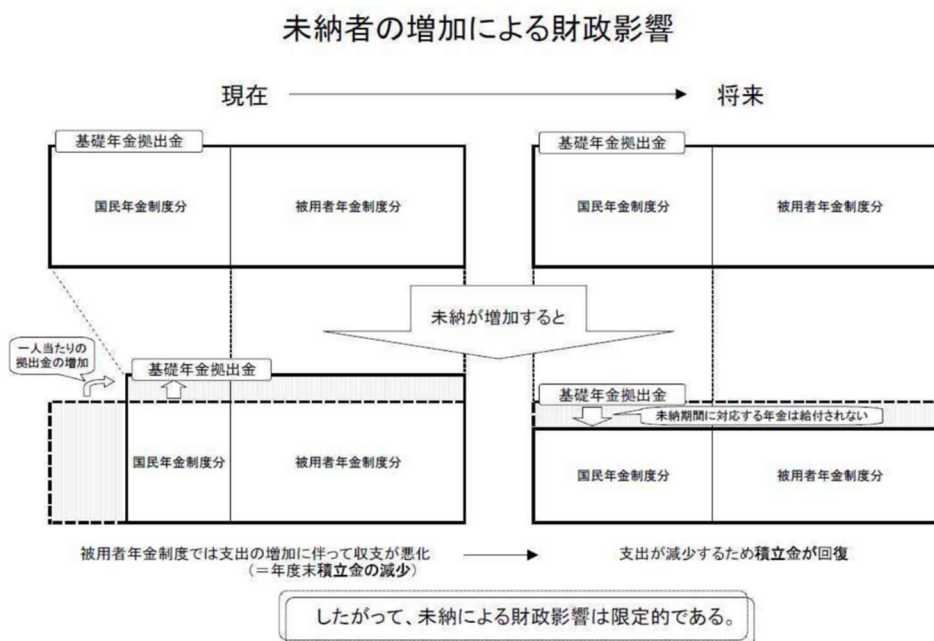 未納者の増加による財政影響
現在
将来
基礎年金拠出金
国民年金制度分
被用者年金制度分
基礎年金拠出金
国民年金制度分
被用者年金制度分
未納が増加すると
一人当たりの
拠出金の増加
基礎年金拠出金
国民年金制度分
被用者年金制度分
基礎年金拠出金
未納期間に対応する年金は給付されない
国民年金制度分
被用者年金制度分
被用者年金制度では支出の増加に伴って収支が悪化
(=年度末積立金の減少)
支出が減少するため積立金が回復
したがって、未納による財政影響は限定的である。